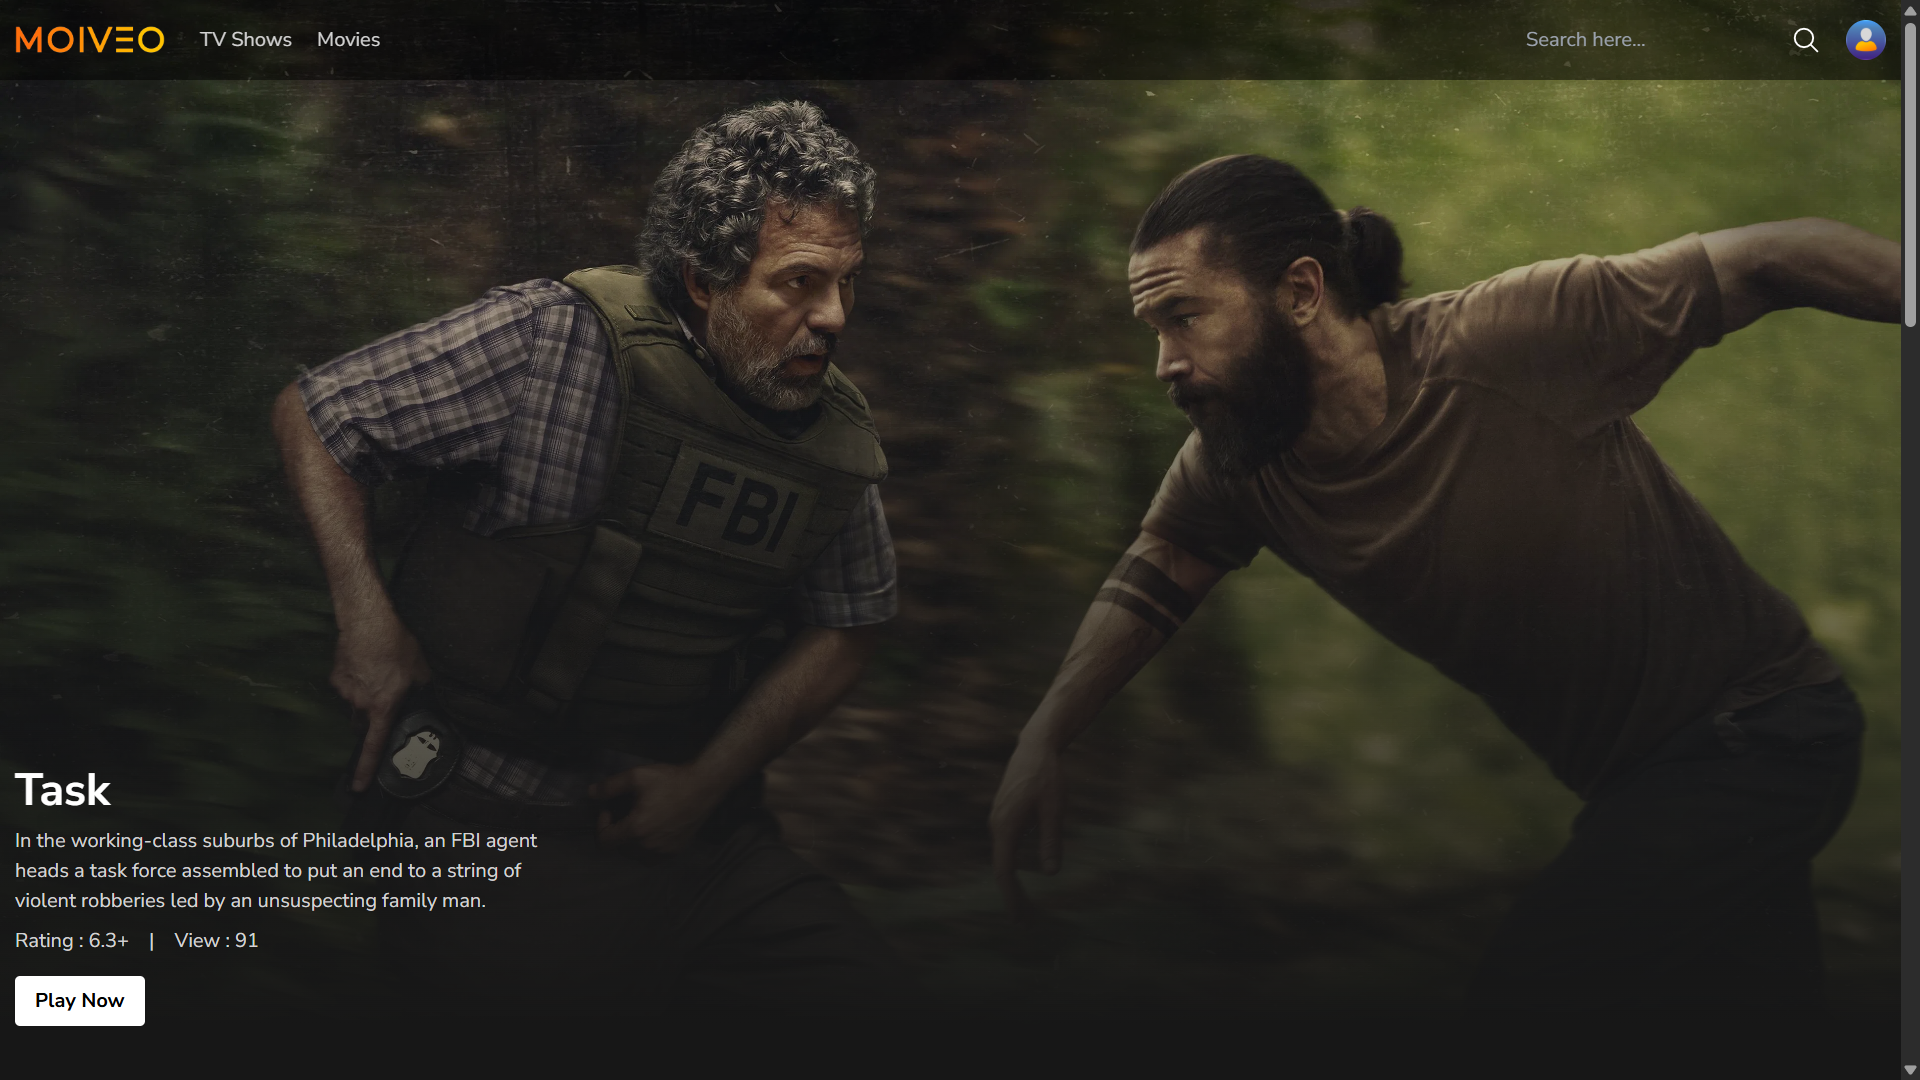 MOIVEO
TV Shows
Movies
Search here...
FBI
Task
In the working-class suburbs of Philadelphia, an FBI agent
heads a task force assembled to put an end to a string of
violent robberies led by an unsuspecting family man.
Rating : 6.3+ | View : 91
Play Now